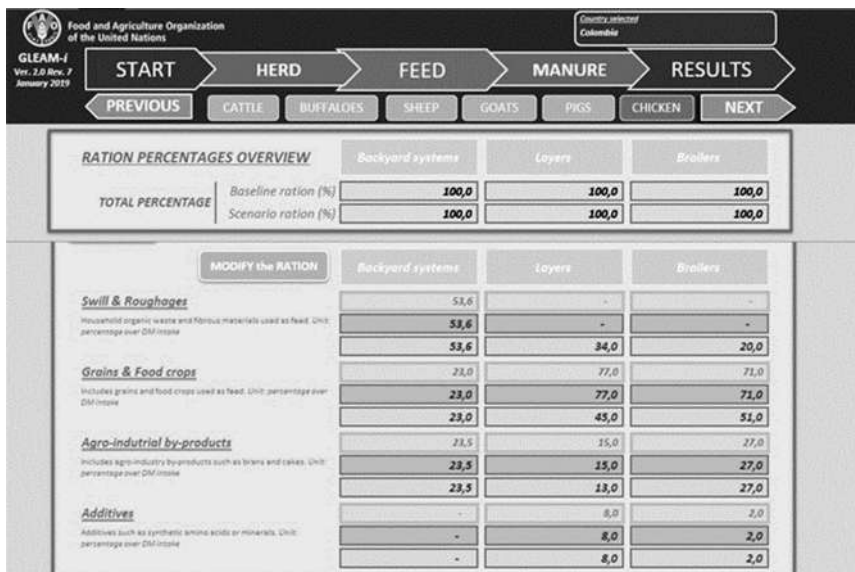 Food and Agriculture Organization
of the United Nations
Country selected
Colombia
GLEAM-i
Ver. 2.0 Rev. 7
January 2019
START HERD FEED MANURE RESULTS
PREVIOUS CATTLE BUFFALOES SHEEP GOATS PIGS CHICKEN NEXT
RATION PERCENTAGES OVERVIEW Backyard systems Layers Broilers
TOTAL PERCENTAGE
Baseline ration (%) 100,0 100,0 100,0
Scenario ration (%) 100,0 100,0 100,0
MODIFY the RATION Backyard systems Layers Broilers
Swill & Roughages 53,6 - -
Household organic waste and fibrous materials used as feed. Unit:
percentage over DM intake
53,6 - -
53,6 34,0 20,0
Grains & Food crops 23,0 77,0 71,0
Includes grains and food crops used as feed. Unit: percentage over
DM intake
23,0 77,0 71,0
23,0 45,0 51,0
Agro-indutrial by-products 23,5 15,0 27,0
Includes agro-industry by-products such as brans and cakes. Unit:
percentage over DM intake
23,5 15,0 27,0
23,5 13,0 27,0
Additives - 8,0 2,0
Additives such as synthetic amino acids or minerals. Unit:
percentage over DM intake
- 8,0 2,0
- 8,0 2,0